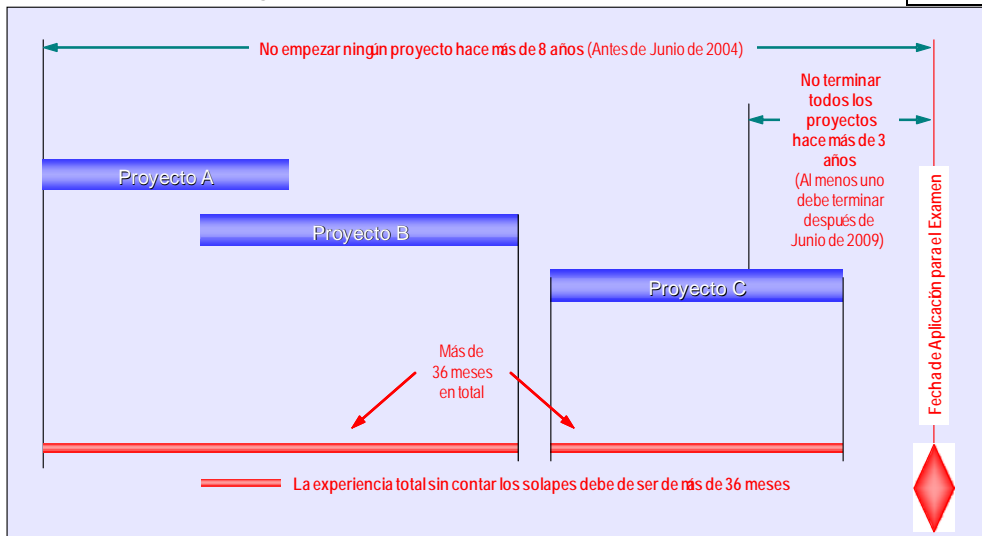 No empezar ningún proyecto hace más de 8 años (Antes de Junio de 2004)
No terminar
todos los
proyectos
hace más de 3
años
(Al menos uno
debe terminar
después de
Junio de 2009)
Proyecto A
Proyecto B
Proyecto C
Fecha de Aplicación para el Examen
Más de
36 meses
en total
La experiencia total sin contar los solapes debe de ser de más de 36 meses